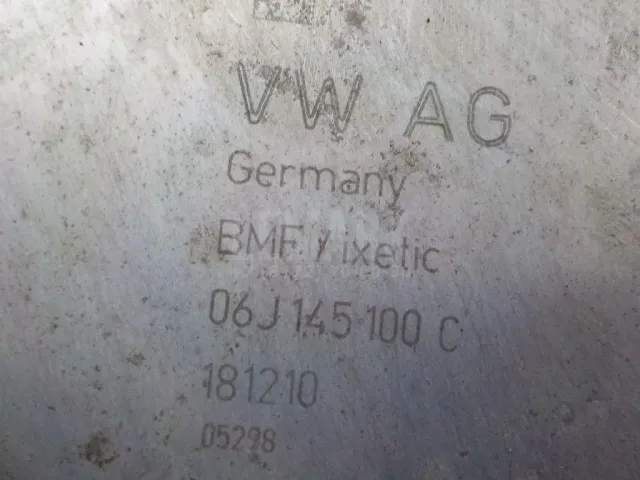 VW AG
Germany
BMF / ixetic
06J 145 100 C
181210
05298